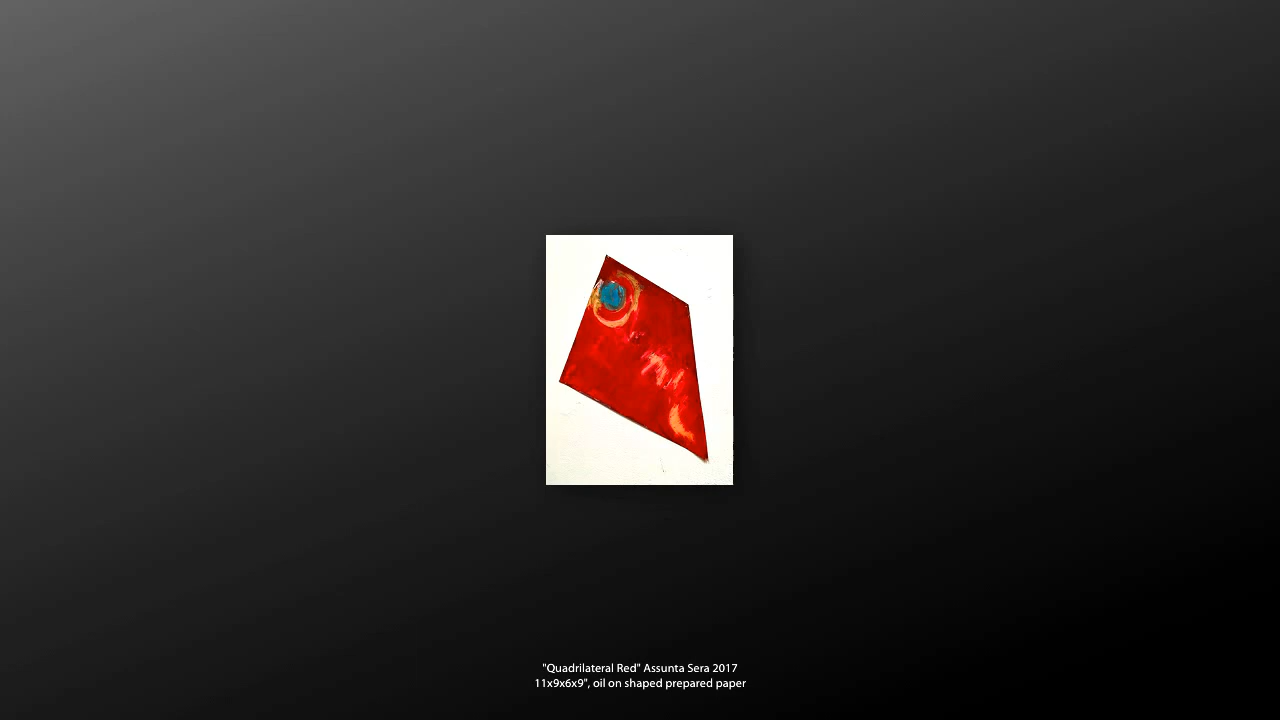 "Quadrilateral Red" Assunta Sera 2017
11x9x6x9", oil on shaped prepared paper